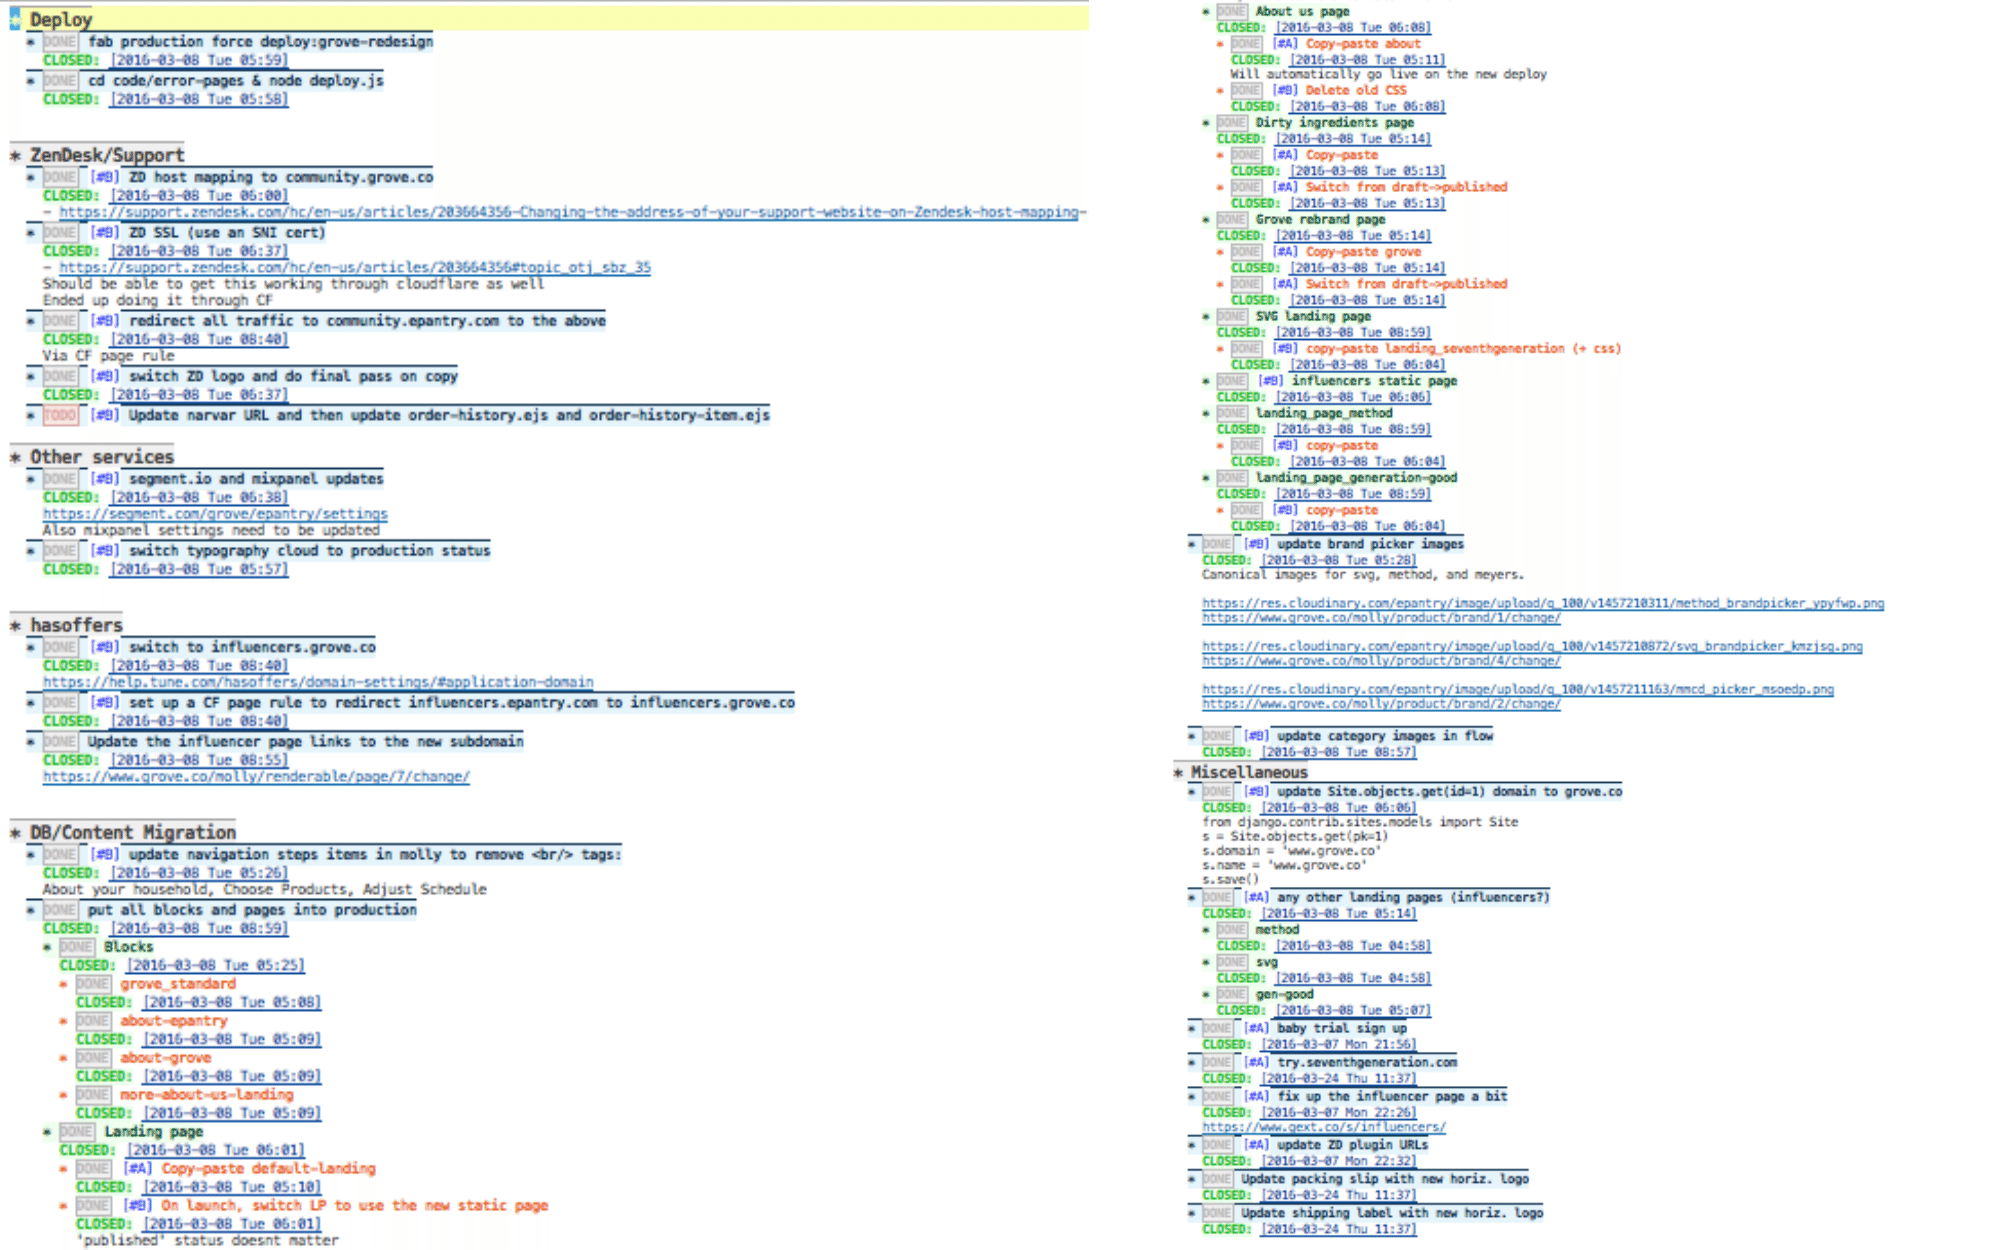 * Deploy
* DONE fab production force deploy:grove-redesign
CLOSED: [2016-03-08 Tue 05:59]
* DONE cd code/error-pages & node deploy.js
CLOSED: [2016-03-08 Tue 05:58]
* ZenDesk/Support
* DONE [#B] ZD host mapping to community.grove.co
CLOSED: [2016-03-08 Tue 06:00]
- https://support.zendesk.com/hc/en-us/articles/203664356-Changing-the-address-of-your-support-website-on-Zendesk-host-mapping-
* DONE [#B] ZD SSL (use an SNI cert)
CLOSED: [2016-03-08 Tue 06:37]
- https://support.zendesk.com/hc/en-us/articles/203664356#topic_otj_sbz_35
Should be able to get this working through cloudflare as well
Ended up doing it through CF
* DONE [#B] redirect all traffic to community.epantry.com to the above
CLOSED: [2016-03-08 Tue 08:40]
Via CF page rule
* DONE [#B] switch ZD logo and do final pass on copy
CLOSED: [2016-03-08 Tue 06:37]
* TODO [#B] Update narvar URL and then update order-history.ejs and order-history-item.ejs
* Other services
* DONE [#B] segment.io and mixpanel updates
CLOSED: [2016-03-08 Tue 06:38]
https://segment.com/grove/epantry/settings
Also mixpanel settings need to be updated
* DONE [#B] switch typography cloud to production status
CLOSED: [2016-03-08 Tue 05:57]
* hasoffers
* DONE [#B] switch to influencers.grove.co
CLOSED: [2016-03-08 Tue 08:40]
https://help.tune.com/hasoffers/domain-settings/#application-domain
* DONE [#B] set up a CF page rule to redirect influencers.epantry.com to influencers.grove.co
CLOSED: [2016-03-08 Tue 08:40]
* DONE Update the influencer page links to the new subdomain
CLOSED: [2016-03-08 Tue 08:55]
https://www.grove.co/molly/renderable/page/7/change/
* DB/Content Migration
* DONE [#B] update navigation steps items in molly to remove <br/> tags:
CLOSED: [2016-03-08 Tue 05:26]
About your household, Choose Products, Adjust Schedule
* DONE put all blocks and pages into production
CLOSED: [2016-03-08 Tue 08:59]
* DONE Blocks
CLOSED: [2016-03-08 Tue 05:25]
* DONE grove_standard
CLOSED: [2016-03-08 Tue 05:08]
* DONE about-epantry
CLOSED: [2016-03-08 Tue 05:09]
* DONE about-grove
CLOSED: [2016-03-08 Tue 05:09]
* DONE more-about-us-landing
CLOSED: [2016-03-08 Tue 05:09]
* DONE Landing page
CLOSED: [2016-03-08 Tue 06:01]
* DONE [#A] Copy-paste default-landing
CLOSED: [2016-03-08 Tue 05:10]
* DONE [#B] On launch, switch LP to use the new static page
CLOSED: [2016-03-08 Tue 06:01]
'published' status doesnt matter
* DONE About us page
CLOSED: [2016-03-08 Tue 06:08]
* DONE [#A] Copy-paste about
CLOSED: [2016-03-08 Tue 05:11]
Will automatically go live on the new deploy
* DONE [#B] Delete old CSS
CLOSED: [2016-03-08 Tue 06:08]
* DONE Dirty ingredients page
CLOSED: [2016-03-08 Tue 05:14]
* DONE [#A] Copy-paste
CLOSED: [2016-03-08 Tue 05:13]
* DONE [#A] Switch from draft->published
CLOSED: [2016-03-08 Tue 05:13]
* DONE Grove rebrand page
CLOSED: [2016-03-08 Tue 05:14]
* DONE [#A] Copy-paste grove
CLOSED: [2016-03-08 Tue 05:14]
* DONE [#A] Switch from draft->published
CLOSED: [2016-03-08 Tue 05:14]
* DONE SVG landing page
CLOSED: [2016-03-08 Tue 08:59]
* DONE [#B] copy-paste landing_seventhgeneration (+ css)
CLOSED: [2016-03-08 Tue 06:04]
* DONE [#B] influencers static page
CLOSED: [2016-03-08 Tue 06:06]
* DONE landing_page_method
CLOSED: [2016-03-08 Tue 08:59]
* DONE [#B] copy-paste
CLOSED: [2016-03-08 Tue 06:04]
* DONE landing_page_generation-good
CLOSED: [2016-03-08 Tue 08:59]
* DONE [#B] copy-paste
CLOSED: [2016-03-08 Tue 06:04]
* DONE [#B] update brand picker images
CLOSED: [2016-03-08 Tue 05:28]
Canonical images for svg, method, and meyers.
https://res.cloudinary.com/epantry/image/upload/q_100/v1457210311/method_brandpicker_ypyfwp.png
https://www.grove.co/molly/product/brand/1/change/
https://res.cloudinary.com/epantry/image/upload/q_100/v1457210872/svg_brandpicker_kmzjsq.png
https://www.grove.co/molly/product/brand/4/change/
https://res.cloudinary.com/epantry/image/upload/q_100/v1457211163/mmcd_picker_msoedp.png
https://www.grove.co/molly/product/brand/2/change/
* DONE [#B] update category images in flow
CLOSED: [2016-03-08 Tue 08:57]
* Miscellaneous
* DONE [#B] update Site.objects.get(id=1) domain to grove.co
CLOSED: [2016-03-08 Tue 06:06]
from django.contrib.sites.models import Site
s = Site.objects.get(pk=1)
s.domain = 'www.grove.co'
s.name = 'www.grove.co'
s.save()
* DONE [#A] any other landing pages (influencers?)
CLOSED: [2016-03-08 Tue 05:14]
* DONE method
CLOSED: [2016-03-08 Tue 04:58]
* DONE svg
CLOSED: [2016-03-08 Tue 04:58]
* DONE gen-good
CLOSED: [2016-03-08 Tue 05:07]
* DONE [#A] baby trial sign up
CLOSED: [2016-03-07 Mon 21:56]
* DONE [#A] try.seventhgeneration.com
CLOSED: [2016-03-24 Thu 11:37]
* DONE [#A] fix up the influencer page a bit
CLOSED: [2016-03-07 Mon 22:26]
https://www.gext.co/s/influencers/
* DONE [#A] update ZD plugin URLs
CLOSED: [2016-03-07 Mon 22:32]
* DONE Update packing slip with new horiz. logo
CLOSED: [2016-03-24 Thu 11:37]
* DONE Update shipping label with new horiz. logo
CLOSED: [2016-03-24 Thu 11:37]